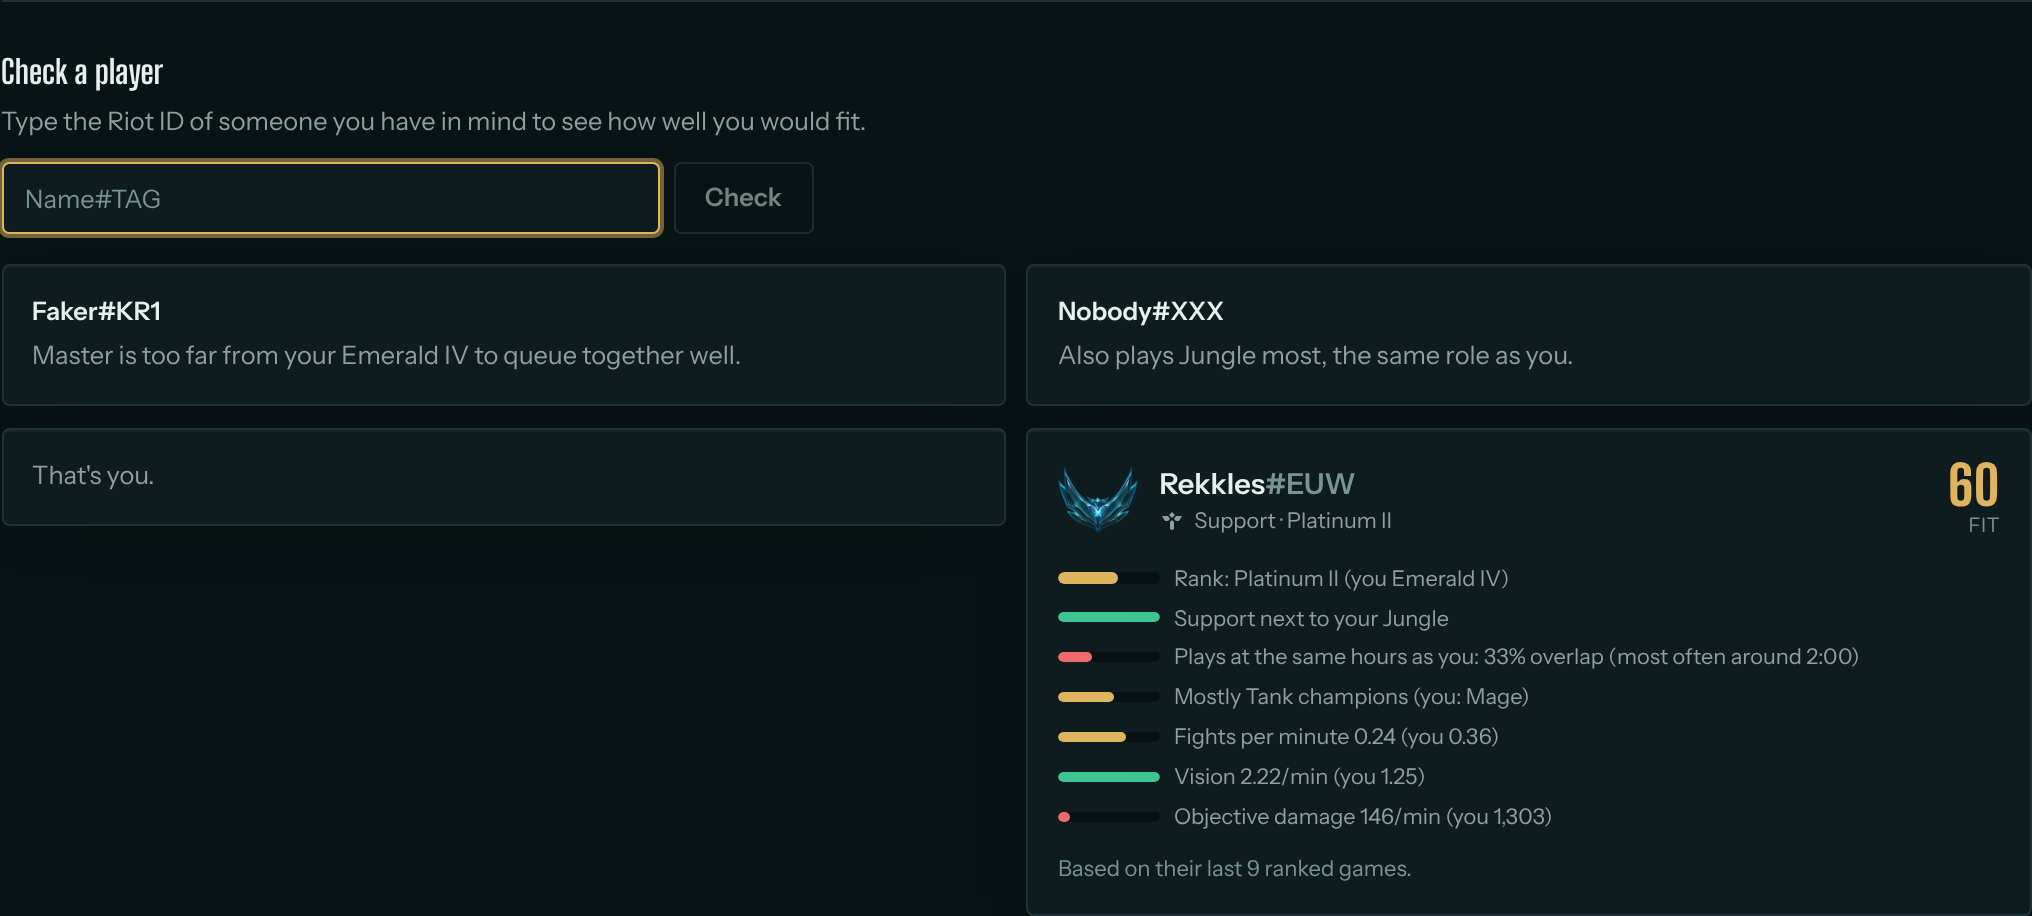 Check a player
Type the Riot ID of someone you have in mind to see how well you would fit.
Name#TAG
Check
Faker#KR1
Master is too far from your Emerald IV to queue together well.
Nobody#XXX
Also plays Jungle most, the same role as you.
That's you.
Rekkles#EUW
Support · Platinum II
60
FIT
Rank: Platinum II (you Emerald IV)
Support next to your Jungle
Plays at the same hours as you: 33% overlap (most often around 2:00)
Mostly Tank champions (you: Mage)
Fights per minute 0.24 (you 0.36)
Vision 2.22/min (you 1.25)
Objective damage 146/min (you 1,303)
Based on their last 9 ranked games.